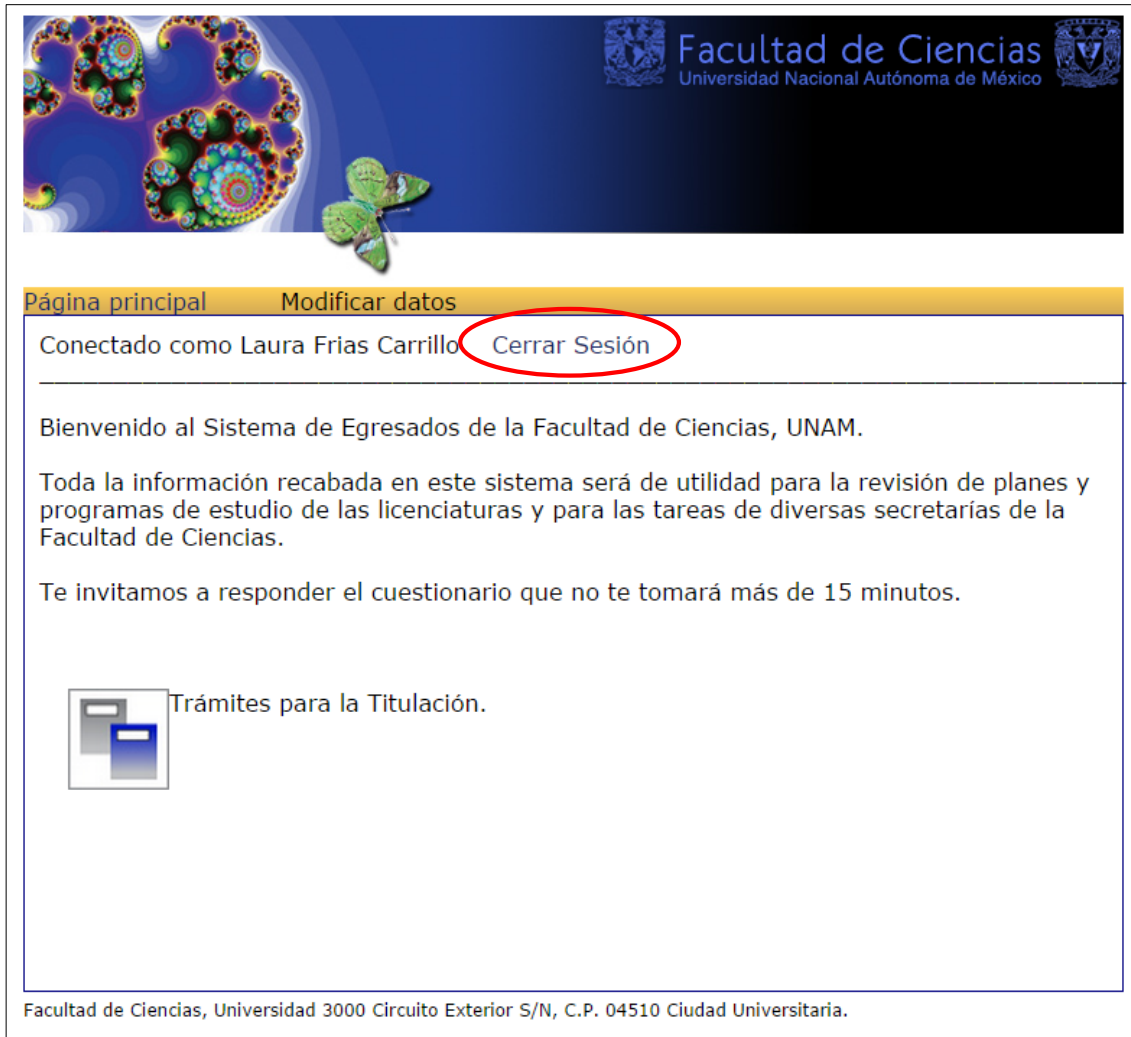 Facultad de Ciencias
Universidad Nacional Autónoma de México
Página principal Modificar datos
Conectado como Laura Frias Carrillo Cerrar Sesión
Bienvenido al Sistema de Egresados de la Facultad de Ciencias, UNAM.
Toda la información recabada en este sistema será de utilidad para la revisión de planes y
programas de estudio de las licenciaturas y para las tareas de diversas secretarías de la
Facultad de Ciencias.
Te invitamos a responder el cuestionario que no te tomará más de 15 minutos.
Trámites para la Titulación.
Facultad de Ciencias, Universidad 3000 Circuito Exterior S/N, C.P. 04510 Ciudad Universitaria.